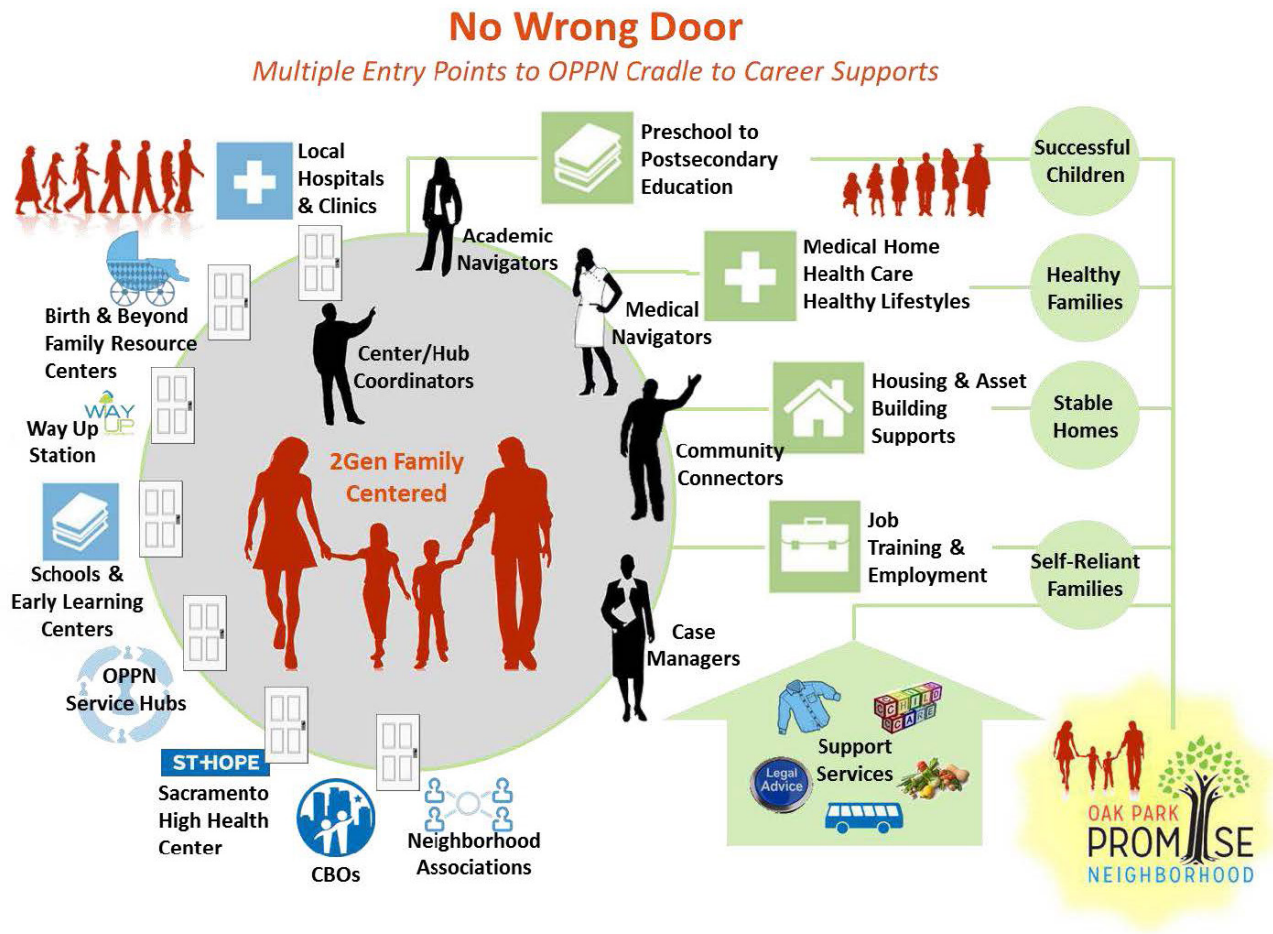 No Wrong Door
Multiple Entry Points to OPPN Cradle to Career Supports
Local
Hospitals
& Clinics
Birth & Beyond
Family Resource
Centers
WAY
UP
Way Up
Station
Schools &
Early Learning
Centers
OPPN
Service Hubs
ST+HOPE
Sacramento
High Health
Center
CBOs
Neighborhood
Associations
Center/Hub
Coordinators
2Gen Family
Centered
Academic
Navigators
Medical
Navigators
Community
Connectors
Case
Managers
Preschool to
Postsecondary
Education
Medical Home
Health Care
Healthy Lifestyles
Housing & Asset
Building
Supports
Job
Training &
Employment
Successful
Children
Healthy
Families
Stable
Homes
Self-Reliant
Families
CHILD
CARE
Support
Services
Legal
Advice
OAK PARK
PROMISE
NEIGHBORHOOD